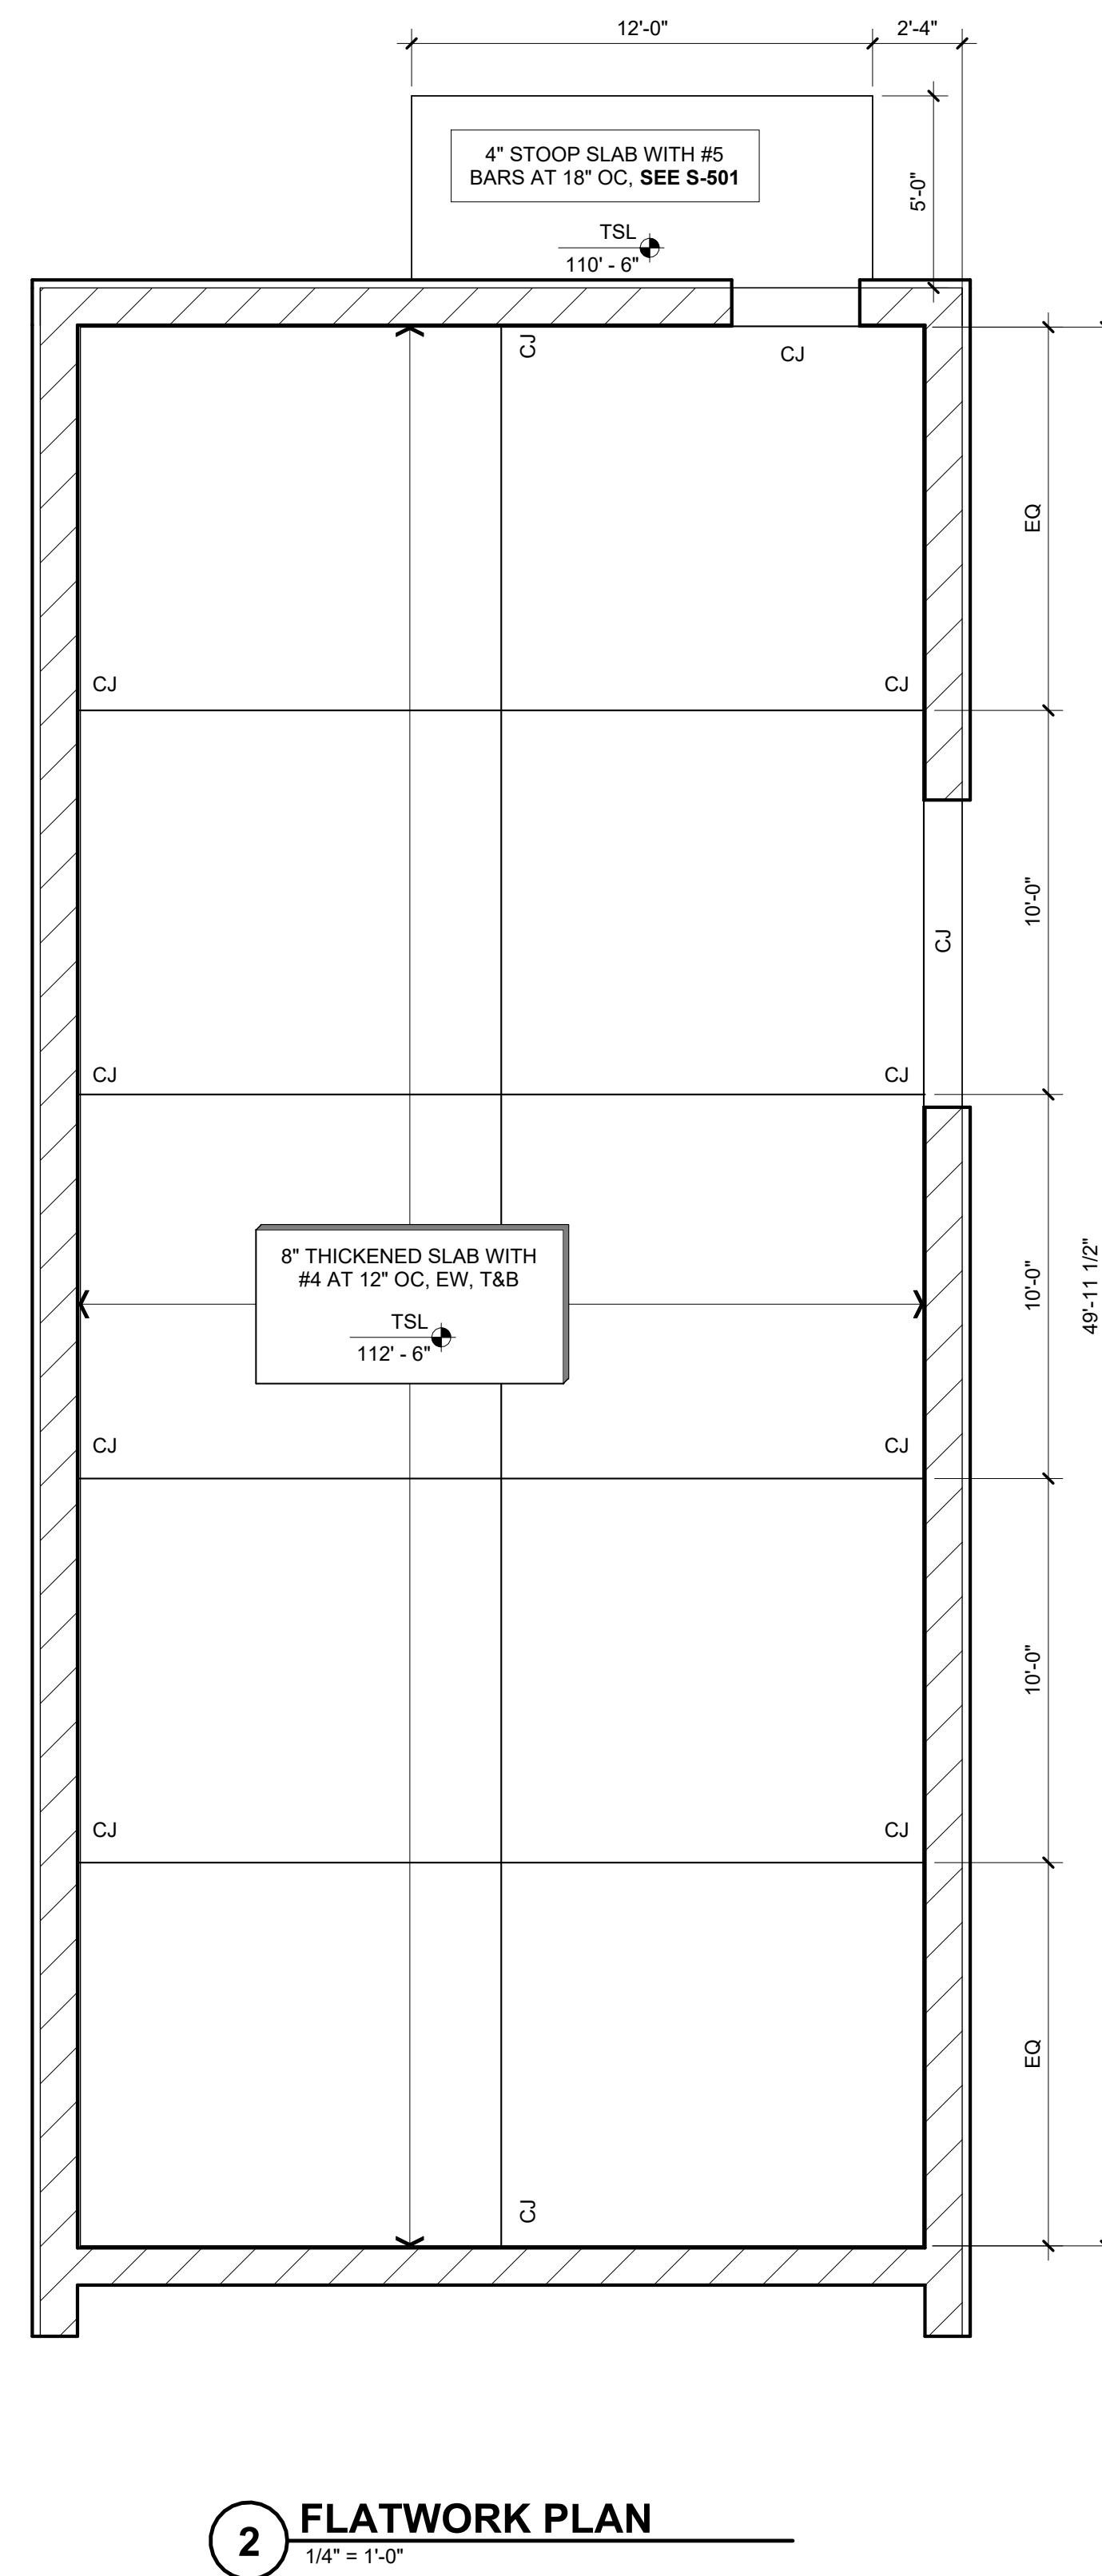 12'-0"
2'-4"
4" STOOP SLAB WITH #5
BARS AT 18" OC, SEE S-501
5'-0"
TSL
110' - 6"
CJ
CJ
EQ
CJ
CJ
10'-0"
CJ
CJ
CJ
8" THICKENED SLAB WITH
#4 AT 12" OC, EW, T&B
TSL
112' - 6"
10'-0"
49'-11 1/2"
CJ
CJ
10'-0"
CJ
CJ
EQ
CJ
2
FLATWORK PLAN
1/4" = 1'-0"